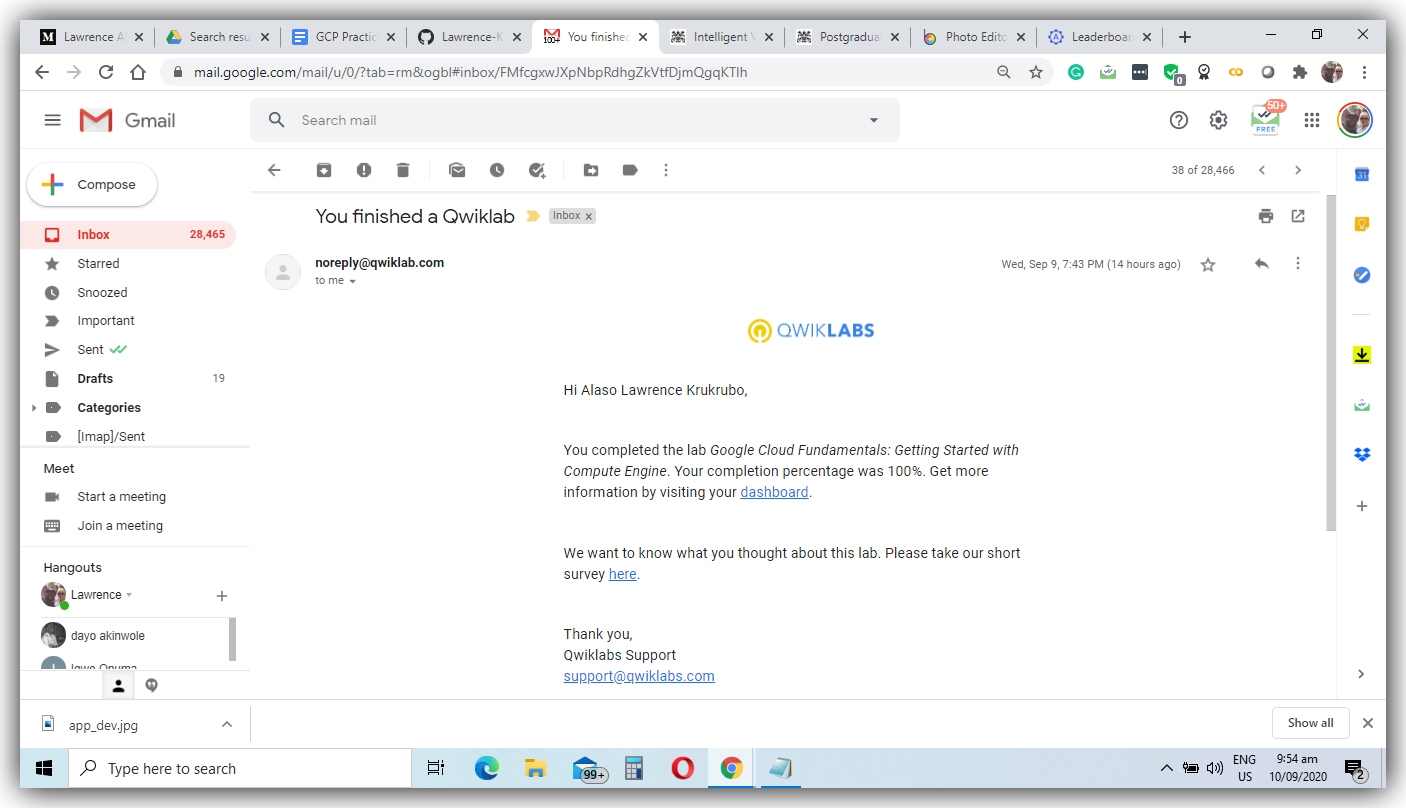 Lawrence A
Search resu
GCP Practic
Lawrence-K
100+
You finished
Intelligent
Postgradua
Photo Edito
Leaderboar
mail.google.com/mail/u/0/?tab=rm&ogbl#inbox/FMfcgxwJXpNbpRdhgZkVtfDjmQgqKTlh
0
Gmail
Search mail
50+
FREE
Compose
38 of 28,466
31
You finished a Qwiklab
Inbox x
Inbox
28,465
noreply@qwiklab.com
to me
Wed, Sep 9, 7:43 PM (14 hours ago)
Starred
Snoozed
Important
Sent
Drafts
19
Categories
[Imap]/Sent
QWIKLABS
Hi Alaso Lawrence Krukrubo,
You completed the lab Google Cloud Fundamentals: Getting Started with
Compute Engine. Your completion percentage was 100%. Get more
information by visiting your dashboard.
We want to know what you thought about this lab. Please take our short
survey here.
Thank you,
Qwiklabs Support
support@qwiklabs.com
Meet
Start a meeting
Join a meeting
Hangouts
Lawrence
dayo akinwole
app_dev.jpg
Show all
Type here to search
99+
ENG
US
9:54 am
10/09/2020
2